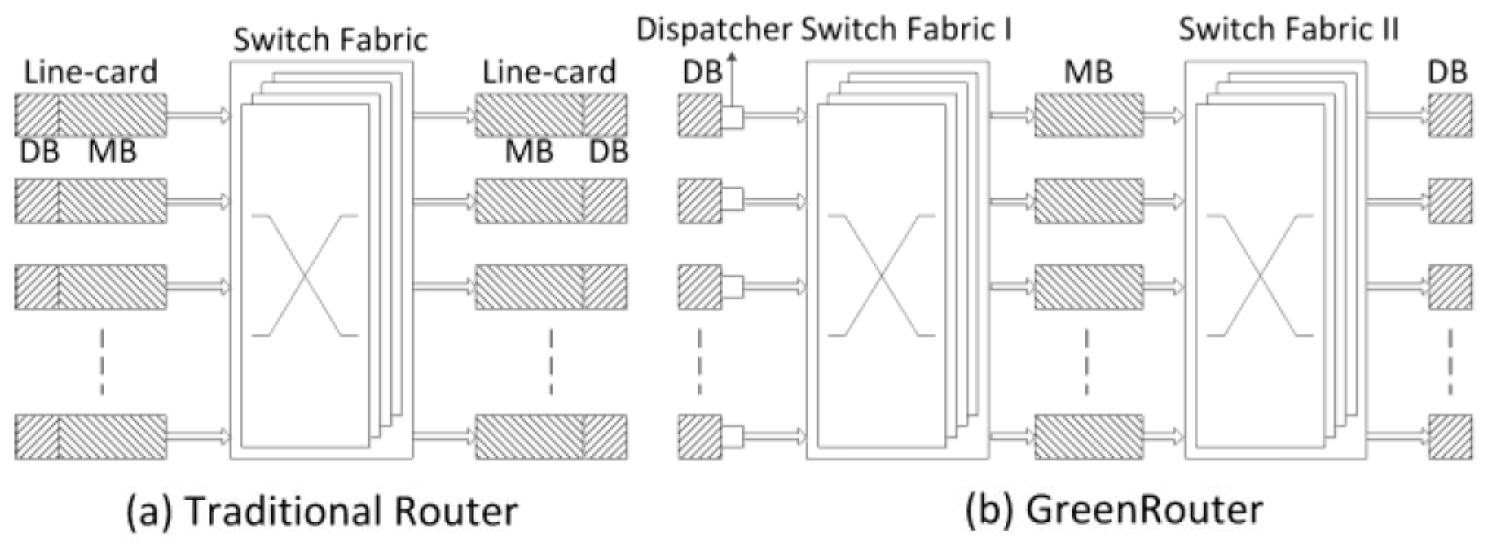 Switch Fabric
Line-card
Line-card
DB MB
MB DB
(a) Traditional Router
Dispatcher Switch Fabric I
Switch Fabric II
DB
MB
DB
(b) GreenRouter